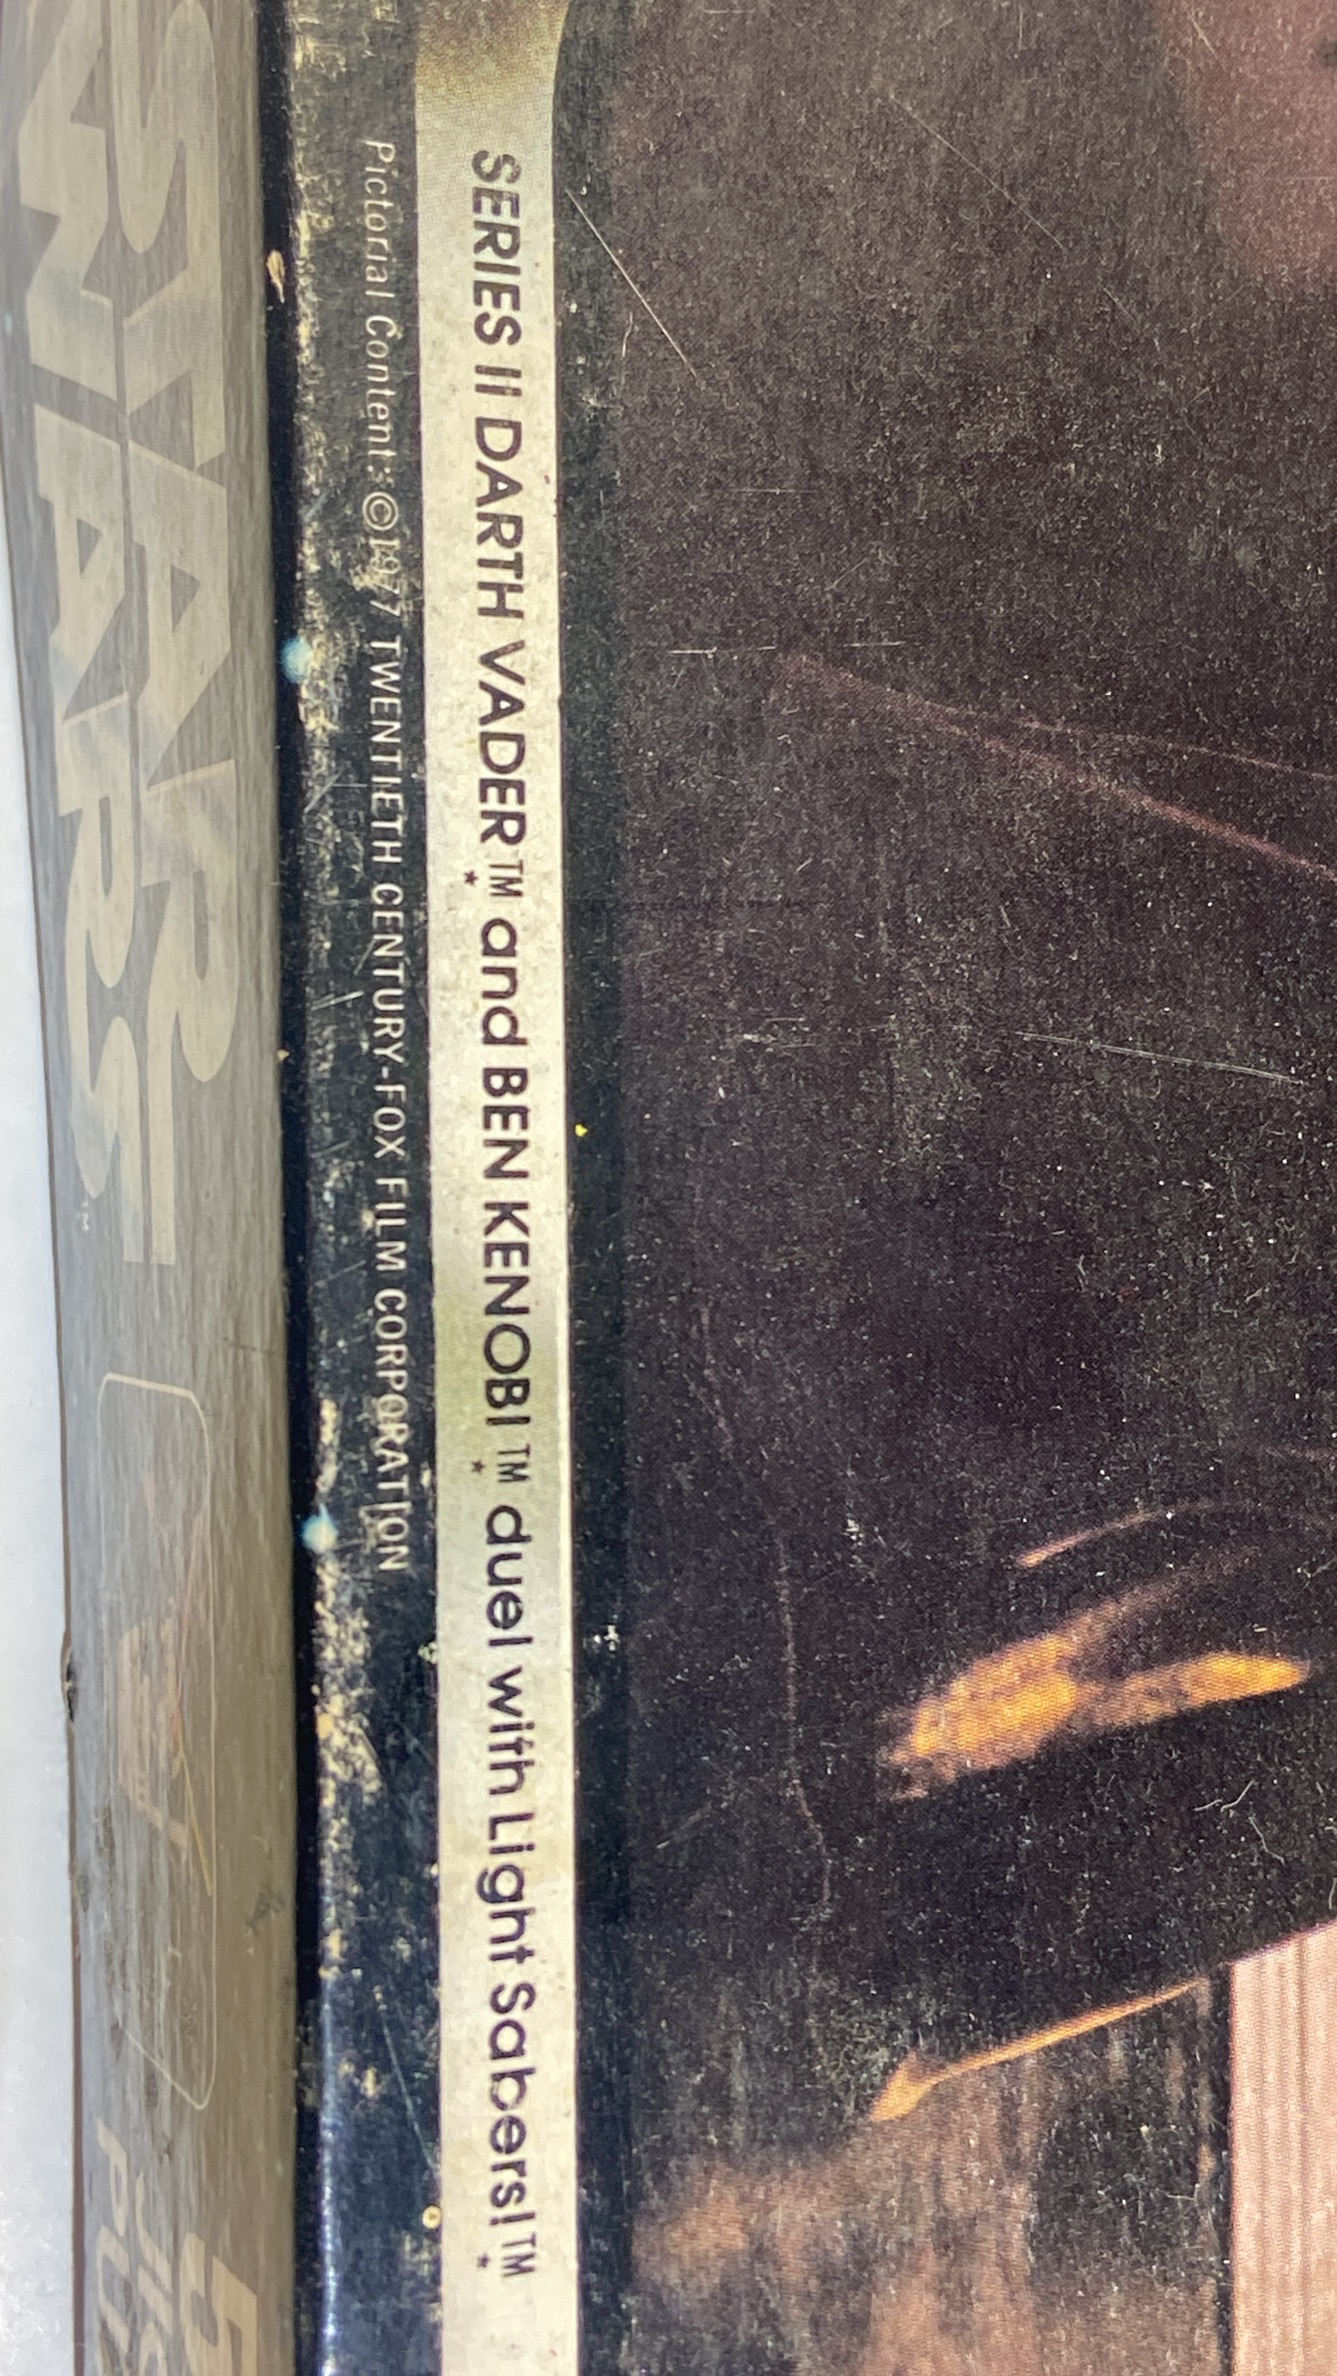 SERIES II DARTH VADER™* and BEN KENOBI™* duel with Light Sabers!™*
Pictorial Content: ©1977 TWENTIETH CENTURY-FOX FILM CORPORATION
STAR
WARS
5